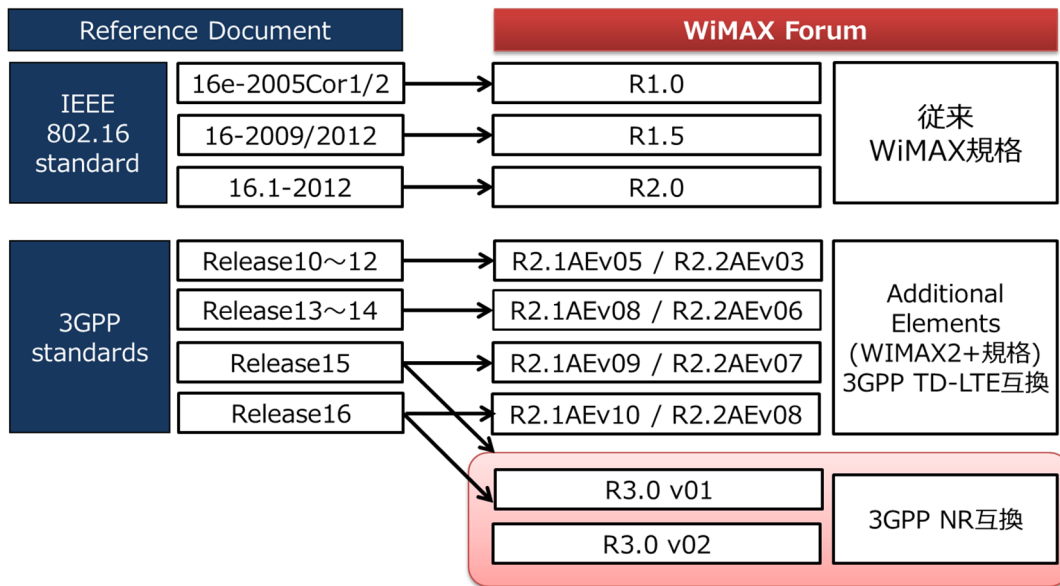 Reference Document
WiMAX Forum
IEEE
802.16
standard
16e-2005Cor1/2
R1.0
16-2009/2012
R1.5
16.1-2012
R2.0
従来
WiMAX規格
3GPP
standards
Release10～12
R2.1AEv05 / R2.2AEv03
Release13～14
R2.1AEv08 / R2.2AEv06
Release15
R2.1AEv09 / R2.2AEv07
Release16
R2.1AEv10 / R2.2AEv08
Additional
Elements
(WIMAX2+規格)
3GPP TD-LTE互換
R3.0 v01
R3.0 v02
3GPP NR互換